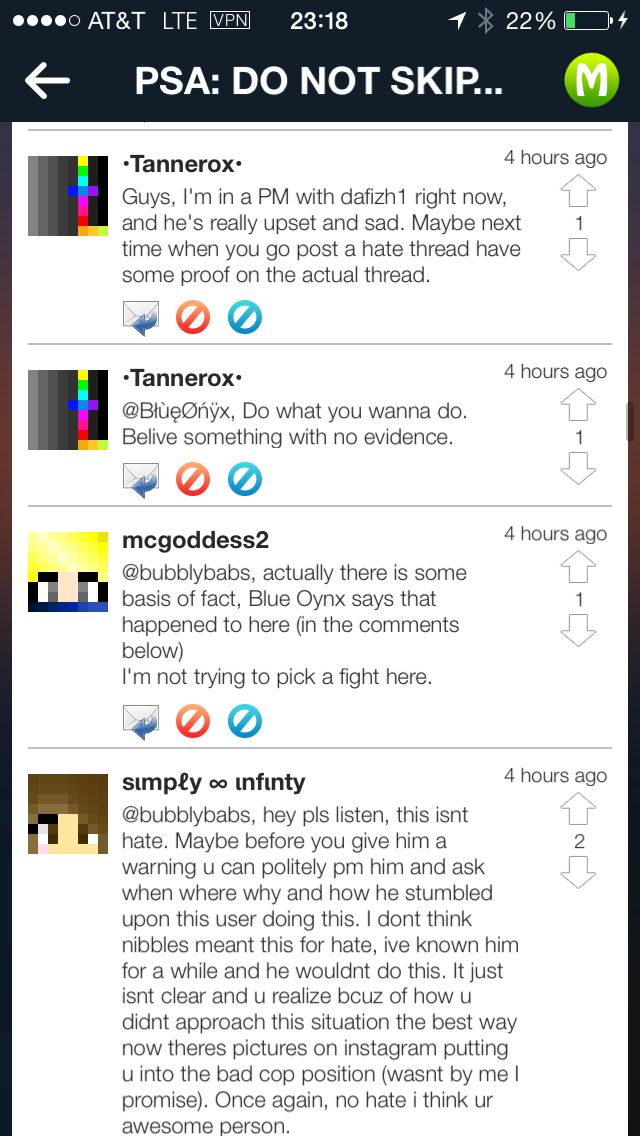 AT&T LTE VPN 23:18 22%
PSA: DO NOT SKIP... M
•Tannerox• 4 hours ago
Guys, I'm in a PM with dafizh1 right now,
and he's really upset and sad. Maybe next
time when you go post a hate thread have
some proof on the actual thread.
1
•Tannerox• 4 hours ago
@BłùęØńÿx, Do what you wanna do.
Belive something with no evidence.
1
mcgoddess2 4 hours ago
@bubblybabs, actually there is some
basis of fact, Blue Oynx says that
happened to here (in the comments
below)
I'm not trying to pick a fight here.
1
sιmpℓy ∞ ιnfιnty 4 hours ago
@bubblybabs, hey pls listen, this isnt
hate. Maybe before you give him a
warning u can politely pm him and ask
when where why and how he stumbled
upon this user doing this. I dont think
nibbles meant this for hate, ive known him
for a while and he wouldnt do this. It just
isnt clear and u realize bcuz of how u
didnt approach this situation the best way
now theres pictures on instagram putting
u into the bad cop position (wasnt by me I
promise). Once again, no hate i think ur
awesome person.
2